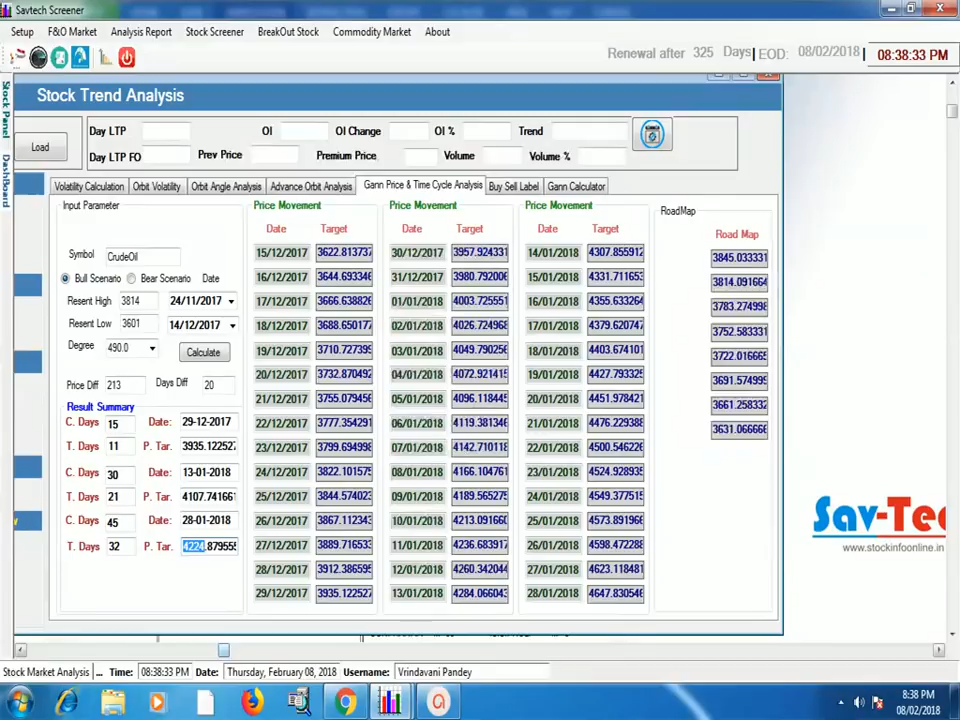 Savtech Screener
Setup F&O Market Analysis Report Stock Screener BreakOut Stock Commodity Market About
Renewal after 325 Days EOD: 08/02/2018 08:38:33 PM
Stock Panel
DashBoard
Stock Trend Analysis
Load
Day LTP OI OI Change OI % Trend
Day LTP FO Prev Price Premium Price Volume Volume %
Volatility Calculation Orbit Volatility Orbit Angle Analysis Advance Orbit Analysis Gann Price & Time Cycle Analysis Buy Sell Label Gann Calculator
Input Parameter
Symbol CrudeOil
Bull Scenario Bear Scenario Date
Resent High 3814 24/11/2017
Resent Low 3601 14/12/2017
Degree 490.0 Calculate
Price Diff 213 Days Diff 20
Result Summary
C. Days 15 Date: 29-12-2017
T. Days 11 P. Tar. 3935.122527
C. Days 30 Date: 13-01-2018
T. Days 21 P. Tar. 4107.741661
C. Days 45 Date: 28-01-2018
T. Days 32 P. Tar. 4224.879555
Price Movement
Date Target
15/12/2017 3622.813737
16/12/2017 3644.693346
17/12/2017 3666.638826
18/12/2017 3688.650177
19/12/2017 3710.727399
20/12/2017 3732.870492
21/12/2017 3755.079456
22/12/2017 3777.354291
23/12/2017 3799.694998
24/12/2017 3822.101575
25/12/2017 3844.574023
26/12/2017 3867.112343
27/12/2017 3889.716533
28/12/2017 3912.386595
29/12/2017 3935.122527
Price Movement
Date Target
30/12/2017 3957.924331
31/12/2017 3980.792006
01/01/2018 4003.725551
02/01/2018 4026.724968
03/01/2018 4049.790256
04/01/2018 4072.921415
05/01/2018 4096.118445
06/01/2018 4119.381346
07/01/2018 4142.710118
08/01/2018 4166.104761
09/01/2018 4189.565275
10/01/2018 4213.091660
11/01/2018 4236.683917
12/01/2018 4260.342044
13/01/2018 4284.066043
Price Movement
Date Target
14/01/2018 4307.855912
15/01/2018 4331.711653
16/01/2018 4355.633264
17/01/2018 4379.620747
18/01/2018 4403.674101
19/01/2018 4427.793325
20/01/2018 4451.978421
21/01/2018 4476.229388
22/01/2018 4500.546226
23/01/2018 4524.928935
24/01/2018 4549.377515
25/01/2018 4573.891966
26/01/2018 4598.472288
27/01/2018 4623.118481
28/01/2018 4647.830546
RoadMap
Road Map
3845.033331
3814.091664
3783.274998
3752.583331
3722.016665
3691.574999
3661.258332
3631.066666
Sav-Te
www.stockinfoonline.in
Stock Market Analysis ... Time: 08:38:33 PM Date: Thursday, February 08, 2018 Username: Vrindavani Pandey
8:38 PM
08/02/2018